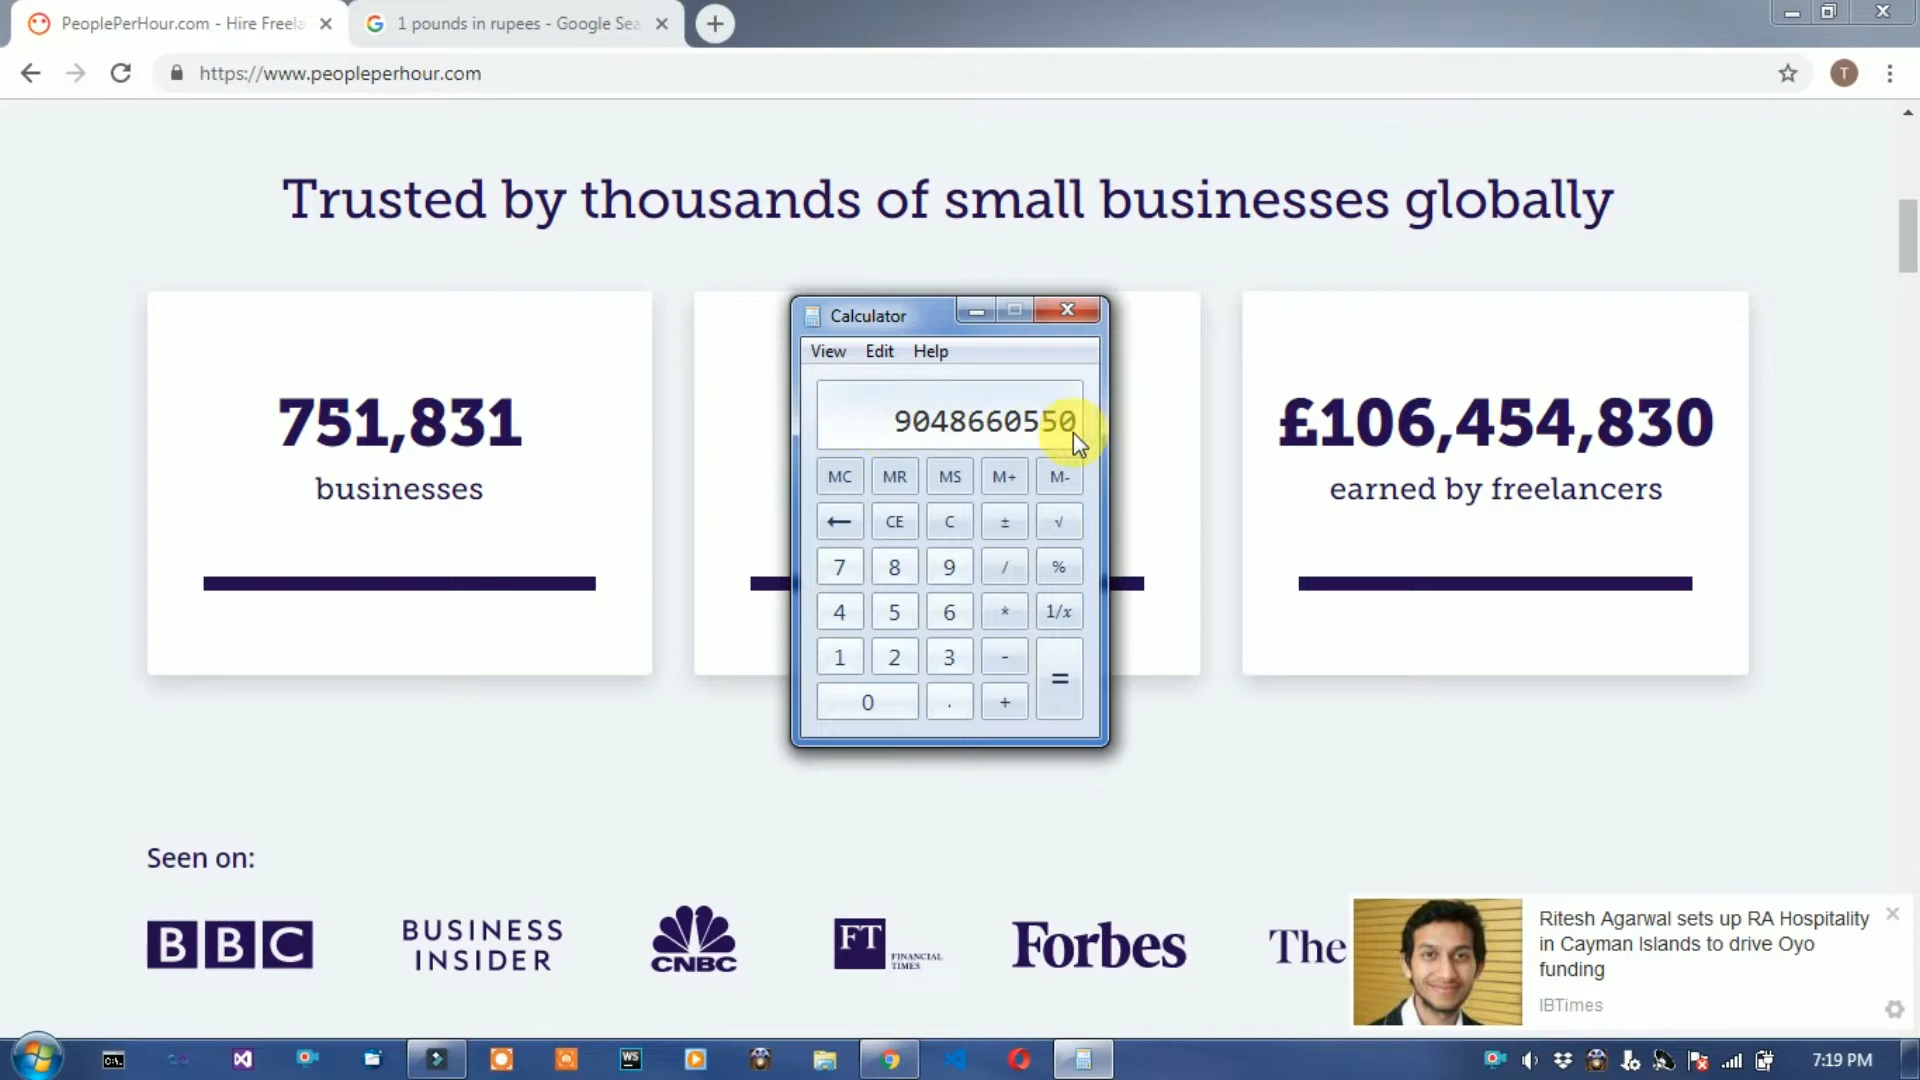 PeoplePerHour.com - Hire Freela
1 pounds in rupees - Google Sea
https://www.peopleperhour.com
T
Trusted by thousands of small businesses globally
751,831
businesses
£106,454,830
earned by freelancers
Calculator
View Edit Help
9048660550
MC MR MS M+ M-
← CE C ± √
7 8 9 / %
4 5 6 * 1/x
1 2 3 - =
0 . +
Seen on:
BBC
BUSINESS
INSIDER
CNBC
FT
FINANCIAL
TIMES
Forbes
The
Ritesh Agarwal sets up RA Hospitality
in Cayman Islands to drive Oyo
funding
IBTimes
C:\_
WS
7:19 PM